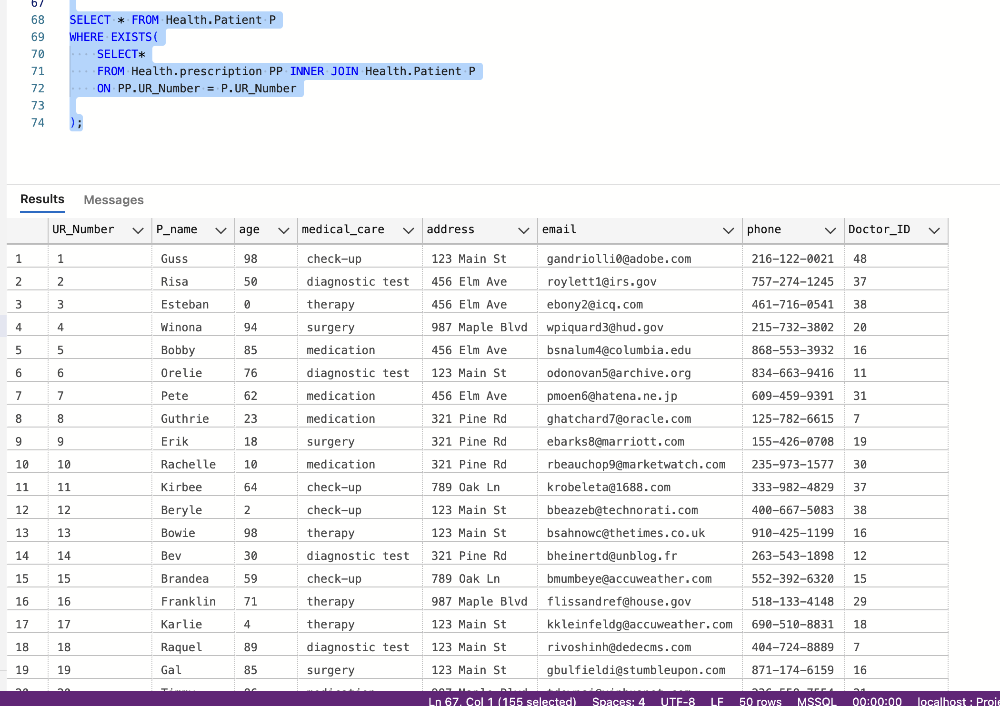 67
68 SELECT * FROM Health.Patient P
69 WHERE EXISTS(
70 SELECT*
71 FROM Health.prescription PP INNER JOIN Health.Patient P
72 ON PP.UR_Number = P.UR_Number
73
74 );
Results Messages
UR_Number P_name age medical_care address email phone Doctor_ID
1 1 Guss 98 check-up 123 Main St gandriolli0@adobe.com 216-122-0021 48
2 2 Risa 50 diagnostic test 456 Elm Ave roylett1@irs.gov 757-274-1245 37
3 3 Esteban 0 therapy 456 Elm Ave ebony2@icq.com 461-716-0541 38
4 4 Winona 94 surgery 987 Maple Blvd wpiquard3@hud.gov 215-732-3802 20
5 5 Bobby 85 medication 456 Elm Ave bsnalum4@columbia.edu 868-553-3932 16
6 6 Orelie 76 diagnostic test 123 Main St odonovan5@archive.org 834-663-9416 11
7 7 Pete 62 medication 456 Elm Ave pmoen6@hatena.ne.jp 609-459-9391 31
8 8 Guthrie 23 medication 321 Pine Rd ghatchard7@oracle.com 125-782-6615 7
9 9 Erik 18 surgery 321 Pine Rd ebarks8@marriott.com 155-426-0708 19
10 10 Rachelle 10 medication 321 Pine Rd rbeauchop9@marketwatch.com 235-973-1577 30
11 11 Kirbee 64 check-up 789 Oak Ln krobeleta@1688.com 333-982-4829 37
12 12 Beryle 2 check-up 123 Main St bbeazeb@technorati.com 400-667-5083 38
13 13 Bowie 98 therapy 123 Main St bsahnowc@thetimes.co.uk 910-425-1199 16
14 14 Bev 30 diagnostic test 321 Pine Rd bheinertd@unblog.fr 263-543-1898 12
15 15 Brandea 59 check-up 789 Oak Ln bmumbeye@accuweather.com 552-392-6320 15
16 16 Franklin 71 therapy 987 Maple Blvd flissandref@house.gov 518-133-4148 29
17 17 Karlie 4 therapy 123 Main St kkleinfeldg@accuweather.com 690-510-8831 18
18 18 Raquel 89 diagnostic test 123 Main St rivoshinh@dedecms.com 404-724-8889 7
19 19 Gal 85 surgery 123 Main St gbulfieldi@stumbleupon.com 871-174-6159 16
20 20 medication 987 Maple Blvd
Ln 67, Col 1 (155 selected) Spaces: 4 UTF-8 LF 50 rows MSSQL 00:00:00 localhost : Proje